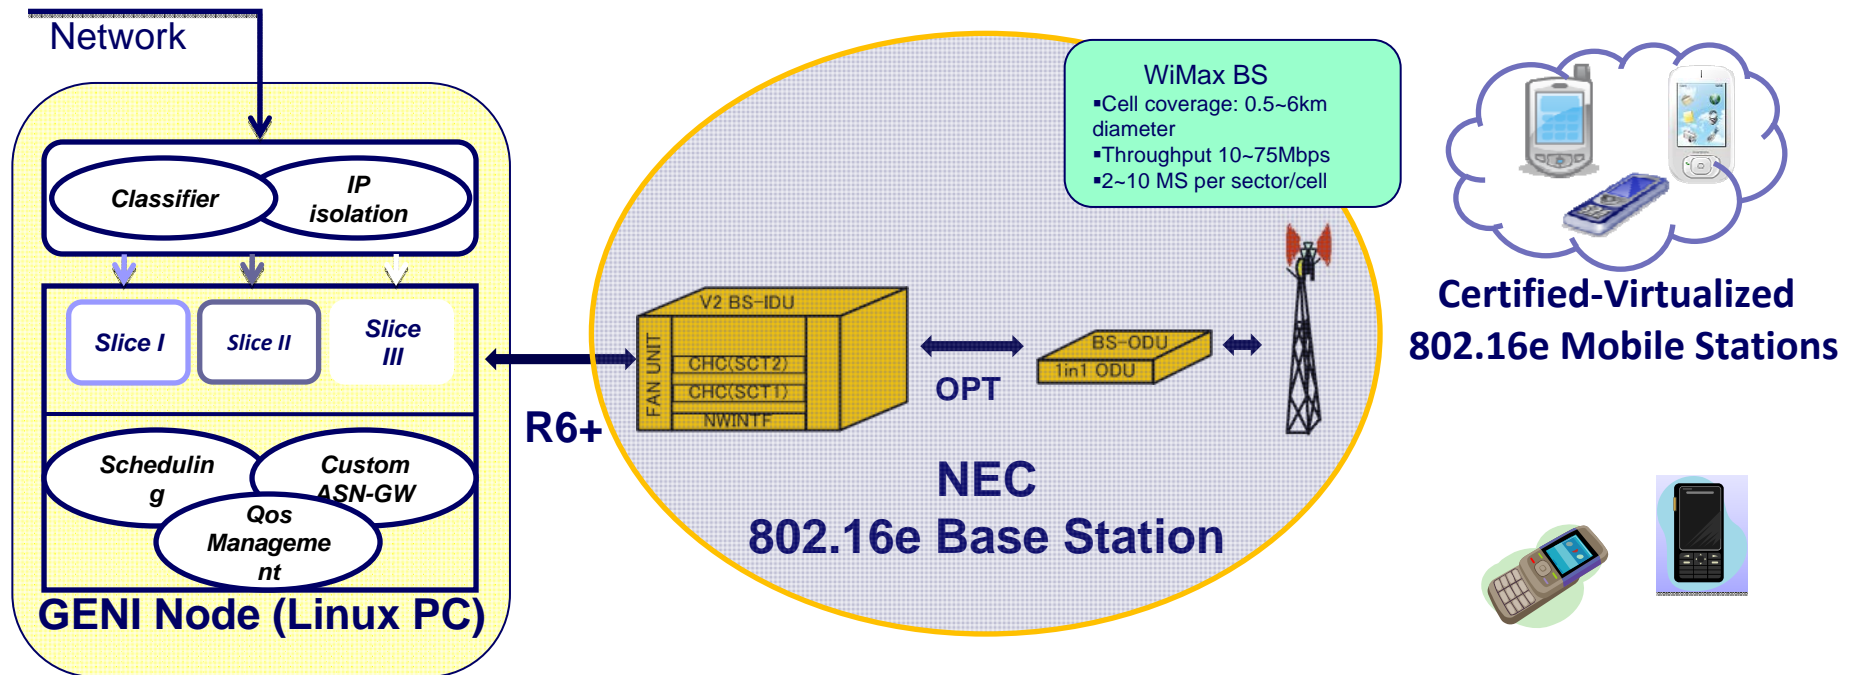 Network
Classifier
IP
isolation
Slice I
Slice II
Slice
III
Schedulin
g
Custom
ASN-GW
Qos
Manageme
nt
GENI Node (Linux PC)
R6+
V2 BS-IDU
FAN UNIT
CHC(SCT2)
CHC(SCT1)
NWINTF
OPT
BS-ODU
1in1 ODU
NEC
802.16e Base Station
WiMax BS
▪Cell coverage: 0.5~6km
diameter
▪Throughput 10~75Mbps
▪2~10 MS per sector/cell
Certified-Virtualized
802.16e Mobile Stations